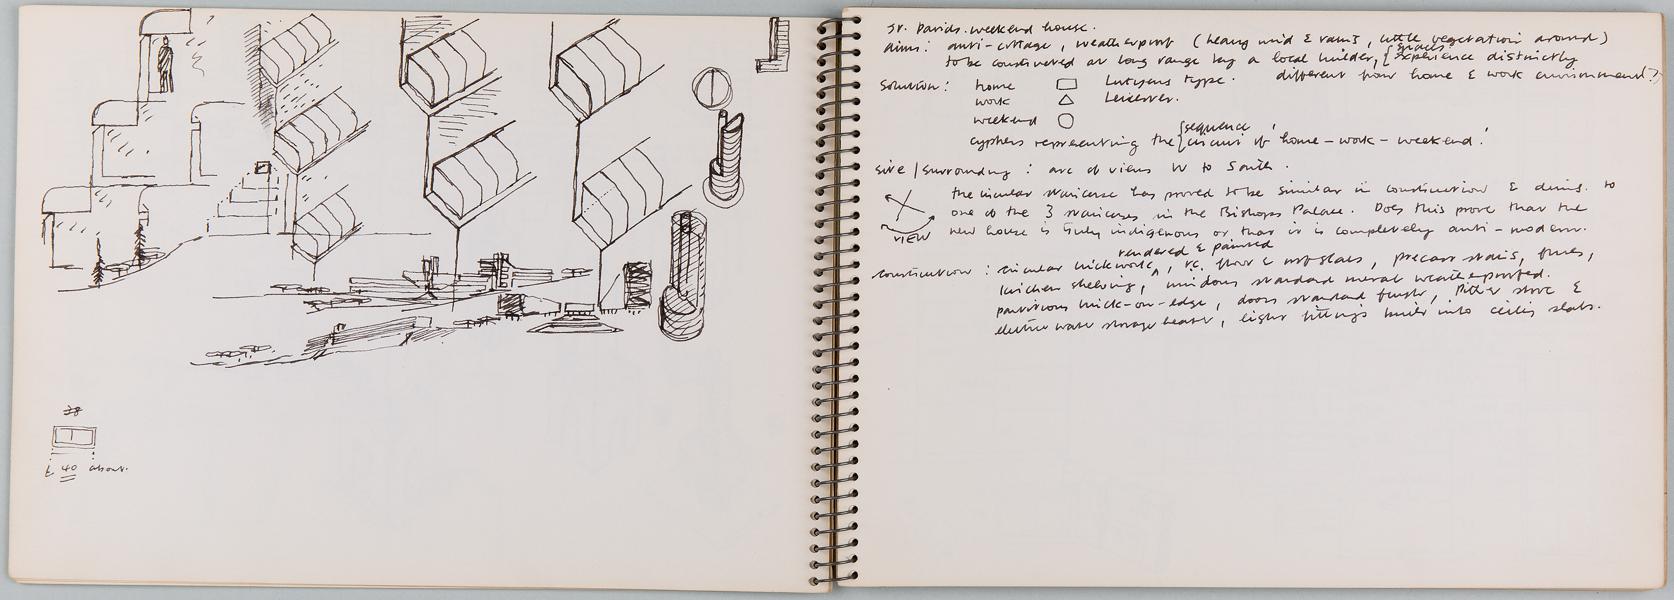 38
£ 40 about.
St. Davids. weekend house.
aims: anti-cottage, weatherproof (heavy wind & rains, little vegetation around)
to be constructed at long range by a local builder, { spaces / experience distinctly
different from home & work environment?)
Solution: home Lutyens type.
work Leicester.
weekend
{sequence
cyphers representing the {circuit of 'home - work - weekend'.
site/surrounding: arc of views W to South.
the circular staircase has proved to be similar in construction & dims. to
one of the 3 staircases in the Bishops Palace. Does this prove that the
VIEW new house is truly indigenous or that it is completely anti-modern.
rendered & painted
construction: circular brickwork, r.c. floor & roof slabs, precast stairs, flues,
kitchen shelving, windows standard metal weatherproofed.
partitions brick-on-edge, doors standard flush, Pither stove &
electric water storage heater, light fittings built into ceiling slabs.